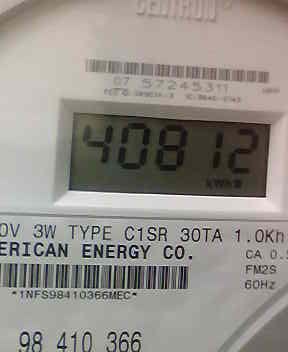 CENTRON
07 57245311
40812
kWh
0V 3W TYPE C1SR 30TA 1.0Kh
ERICAN ENERGY CO.
CA 0.
FM2S
60Hz
*1NFS98410366MEC*
98 410 366